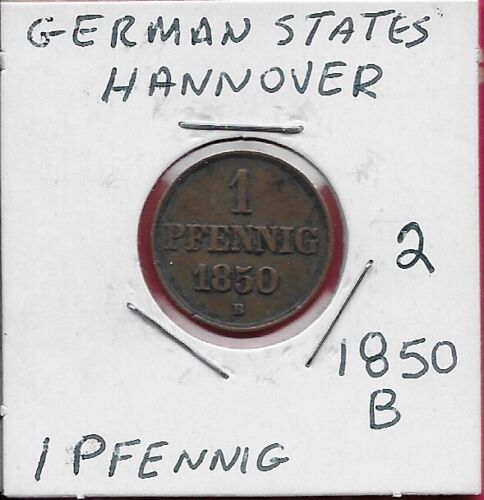 GERMAN STATES
HANNOVER
1
PFENNIG
1850
B
2
1850
B
1 PFENNIG